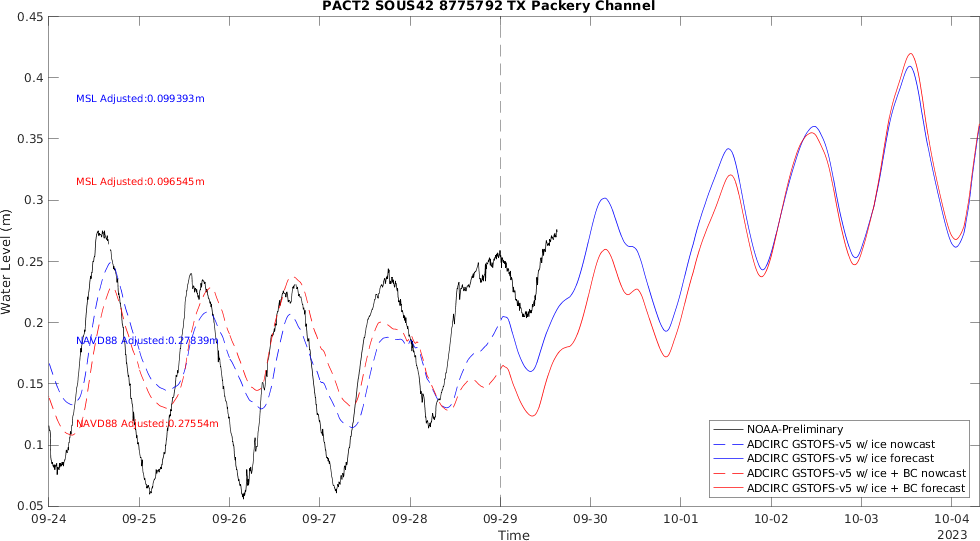 PACT2 SOUS42 8775792 TX Packery Channel
0.45
0.4
0.35
0.3
0.25
0.2
0.15
0.1
0.05
Water Level (m)
MSL Adjusted:0.099393m
MSL Adjusted:0.096545m
NAVD88 Adjusted:0.27839m
NAVD88 Adjusted:0.27554m
NOAA-Preliminary
ADCIRC GSTOFS-v5 w/ ice nowcast
ADCIRC GSTOFS-v5 w/ ice forecast
ADCIRC GSTOFS-v5 w/ ice + BC nowcast
ADCIRC GSTOFS-v5 w/ ice + BC forecast
09-24 09-25 09-26 09-27 09-28 09-29 09-30 10-01 10-02 10-03 10-04
Time
2023